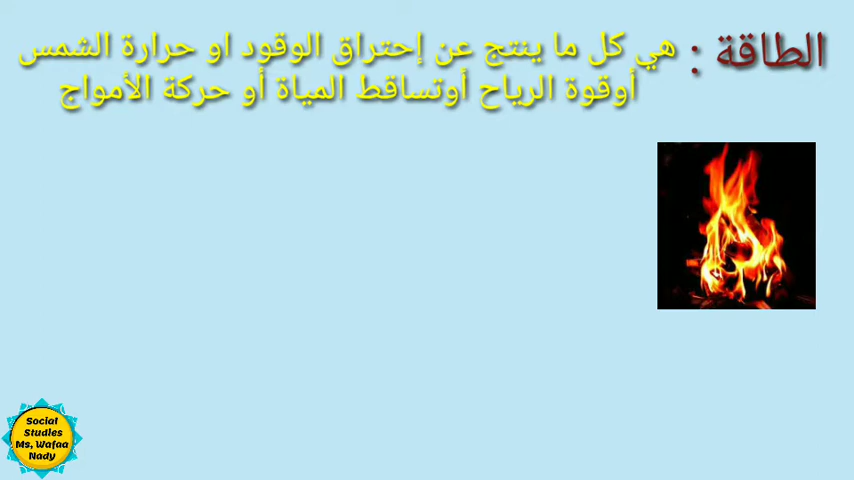 الطاقة : هي كل ما ينتج عن إحتراق الوقود او حرارة الشمس
أوقوة الرياح أوتساقط المياة أو حركة الأمواج
Social
Studies
Ms, Wafaa
Nady